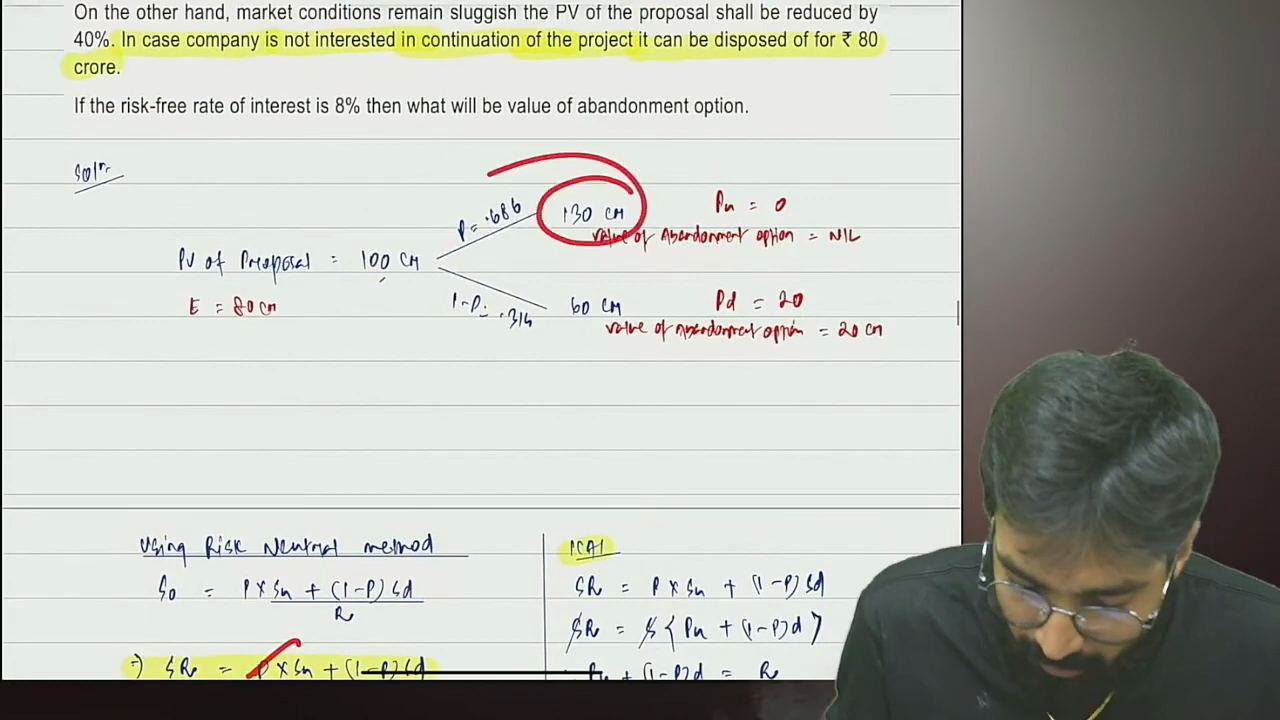 On the other hand, market conditions remain sluggish the PV of the proposal shall be reduced by
40%. In case company is not interested in continuation of the project it can be disposed of for ₹ 80
crore.
If the risk-free rate of interest is 8% then what will be value of abandonment option.
Soln.
P = .686
130 cr
Pu = 0
value of Abandonment option = NIL
PV of Proposal = 100 cr
E = 80 cr
1-P = .314
60 cr
Pd = 20
value of Abandonment option = 20 cr
Using Risk Neutral method
S0 = P x Su + (1-P) Sd
R
=) SR = P x Su + (1-P) Sd
ICAI
SR = P x Su + (1-P) Sd
SR = S { Pu + (1-P) d }
Pu + (1-P) d = R